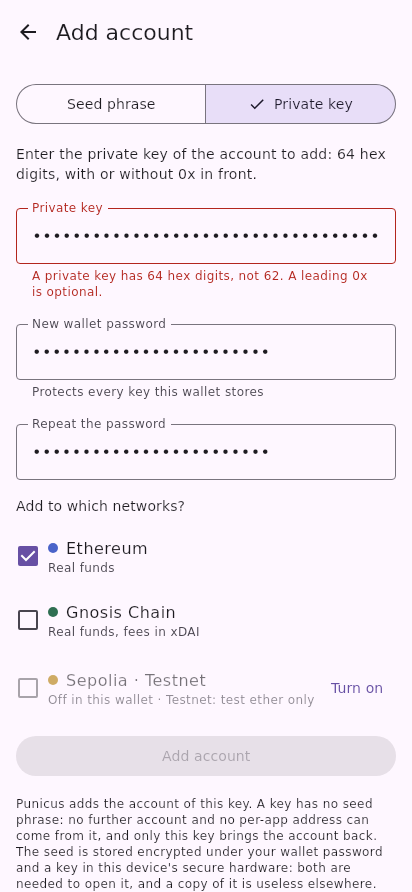 Add account
Seed phrase
Private key
Enter the private key of the account to add: 64 hex
digits, with or without 0x in front.
Private key
••••••••••••••••••••••••••••••••••
A private key has 64 hex digits, not 62. A leading 0x
is optional.
New wallet password
••••••••••••••••••••••••
Protects every key this wallet stores
Repeat the password
••••••••••••••••••••••••
Add to which networks?
Ethereum
Real funds
Gnosis Chain
Real funds, fees in xDAI
Sepolia · Testnet
Off in this wallet · Testnet: test ether only
Turn on
Add account
Punicus adds the account of this key. A key has no seed
phrase: no further account and no per-app address can
come from it, and only this key brings the account back.
The seed is stored encrypted under your wallet password
and a key in this device's secure hardware: both are
needed to open it, and a copy of it is useless elsewhere.